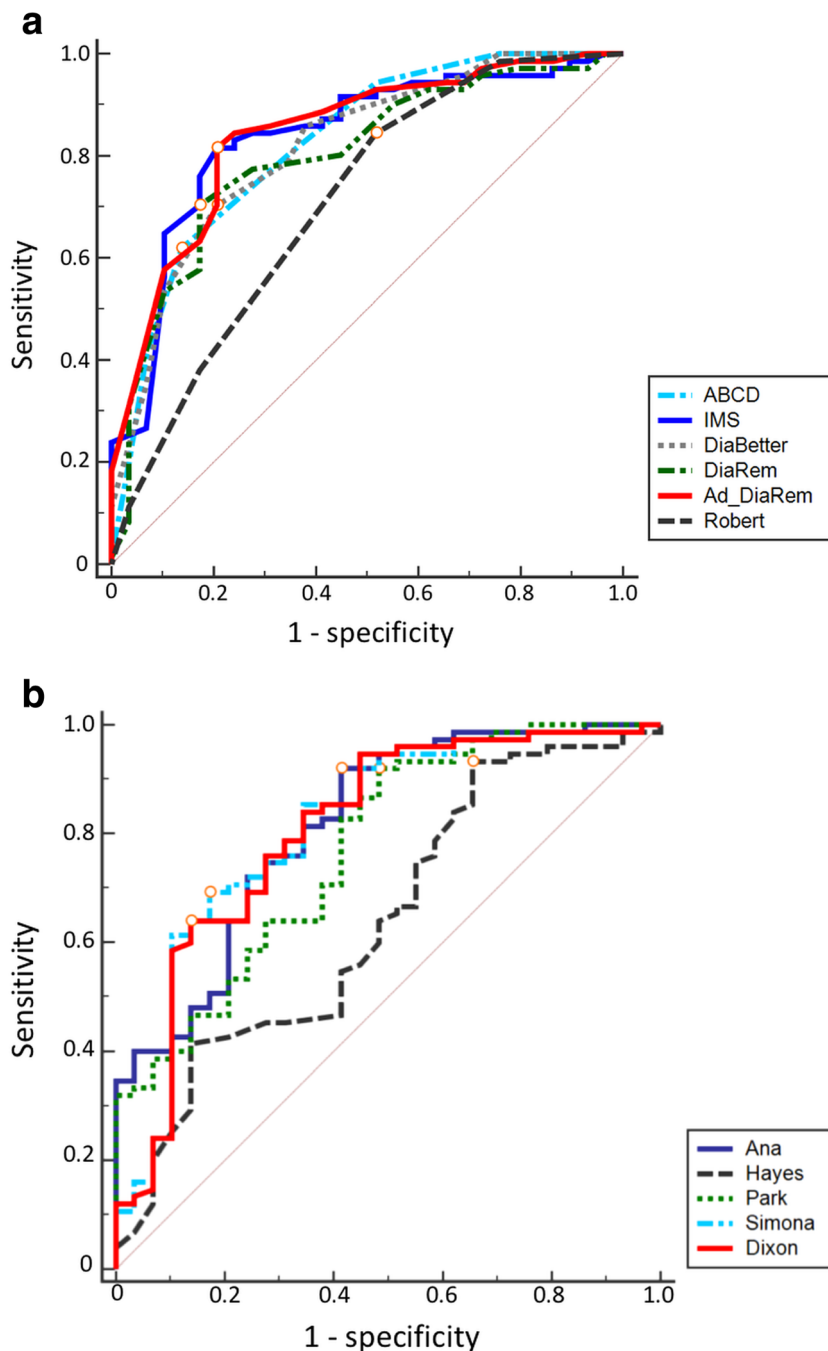 a
1.0
0.8
0.6
0.4
0.2
0
Sensitivity
0 0.2 0.4 0.6 0.8 1.0
1 - specificity
ABCD
IMS
DiaBetter
DiaRem
Ad_DiaRem
Robert
b
1.0
0.8
0.6
0.4
0.2
0
Sensitivity
0 0.2 0.4 0.6 0.8 1.0
1 - specificity
Ana
Hayes
Park
Simona
Dixon